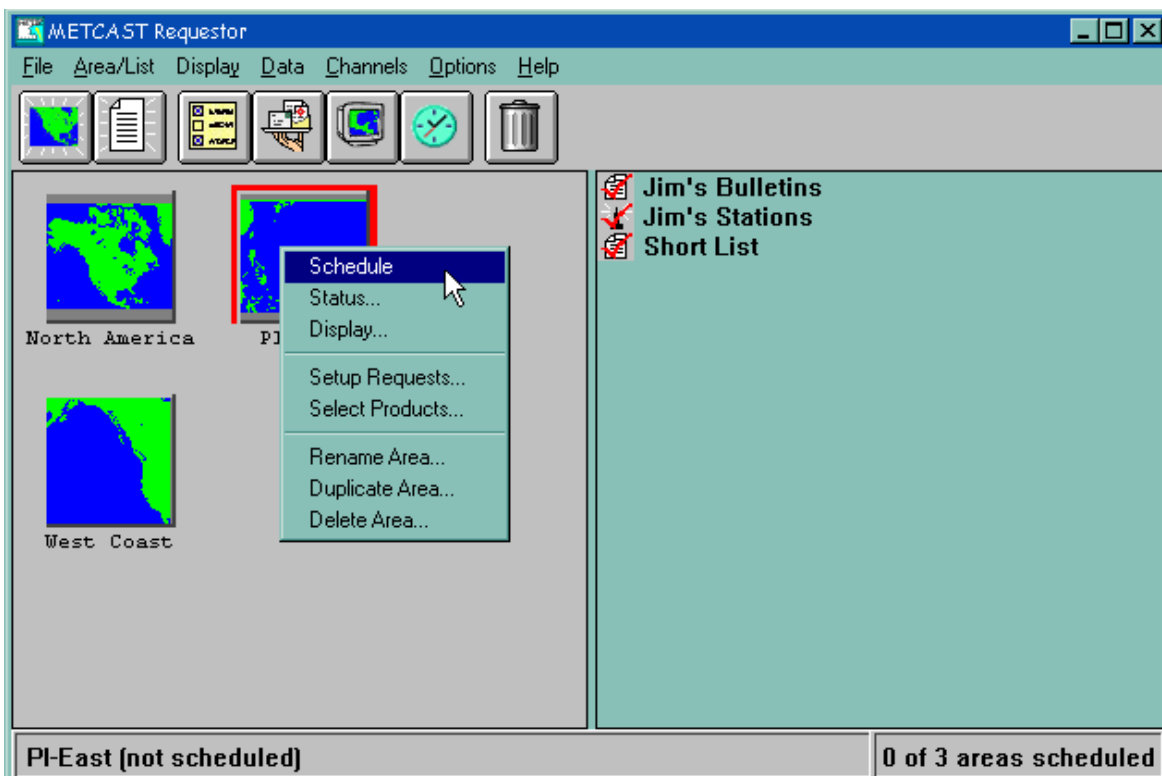 METCAST Requestor
File Area/List Display Data Channels Options Help
Jim's Bulletins
Jim's Stations
Short List
North America
Schedule
Status...
Display...
Setup Requests...
Select Products...
Rename Area...
Duplicate Area...
Delete Area...
West Coast
PI-East (not scheduled)
0 of 3 areas scheduled